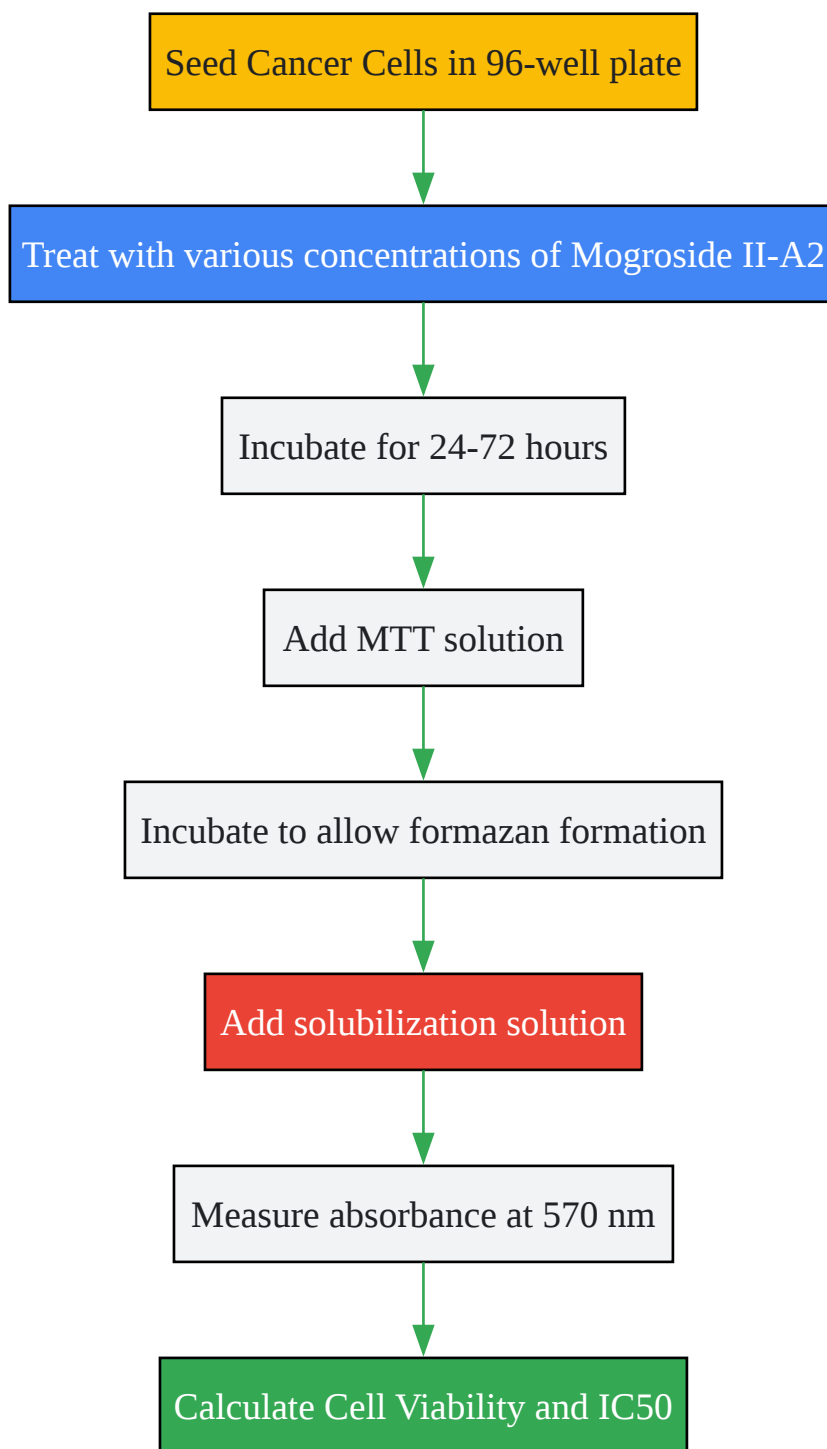 Seed Cancer Cells in 96-well plate
Treat with various concentrations of Mogroside II-A2
Incubate for 24-72 hours
Add MTT solution
Incubate to allow formazan formation
Add solubilization solution
Measure absorbance at 570 nm
Calculate Cell Viability and IC50